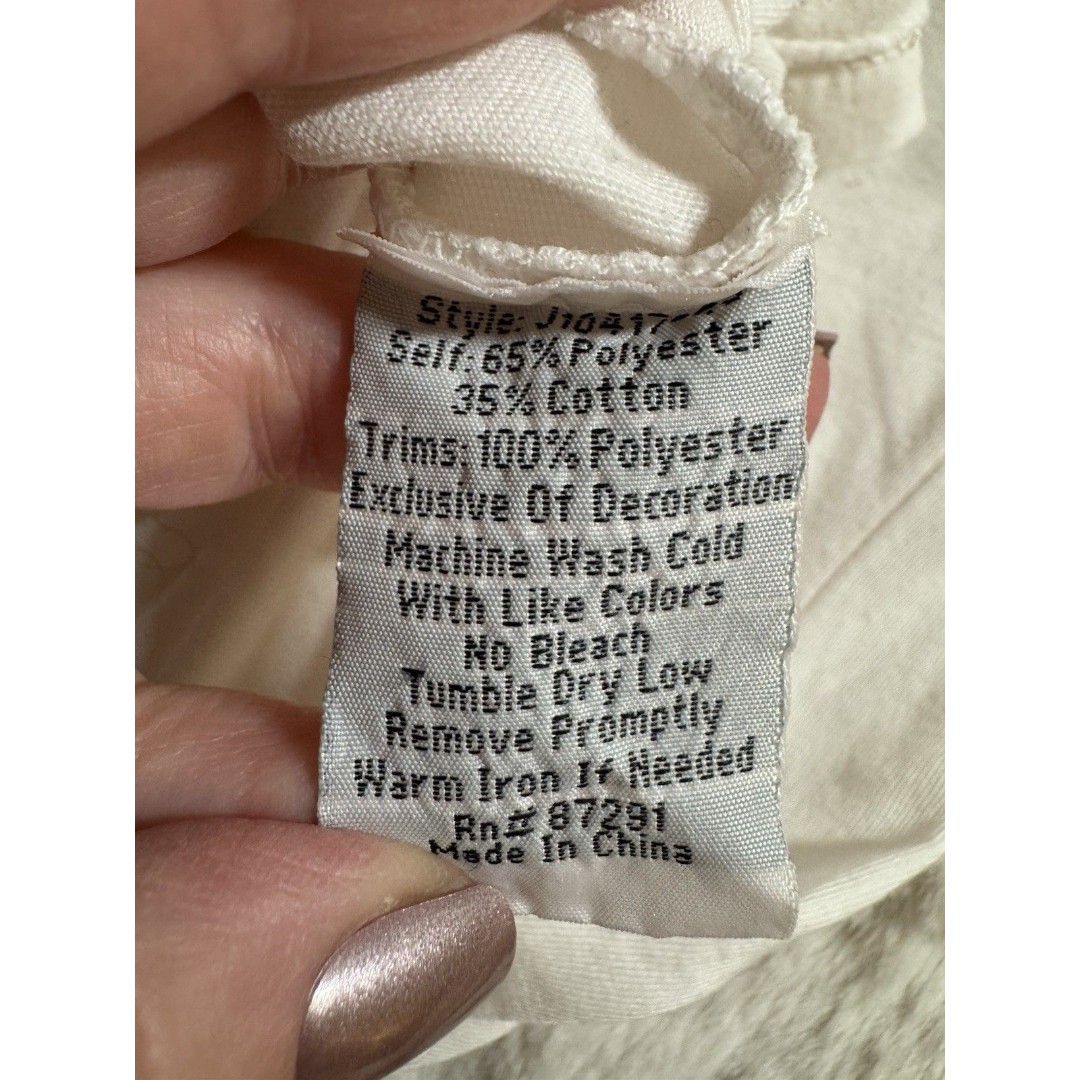 Style:
Self: 65% Polyester
35% Cotton
Trims: 100% Polyester
Exclusive Of Decoration
Machine Wash Cold
With Like Colors
No Bleach
Tumble Dry Low
Remove Promptly
Warm Iron If Needed
Rn# 87291
Made In China